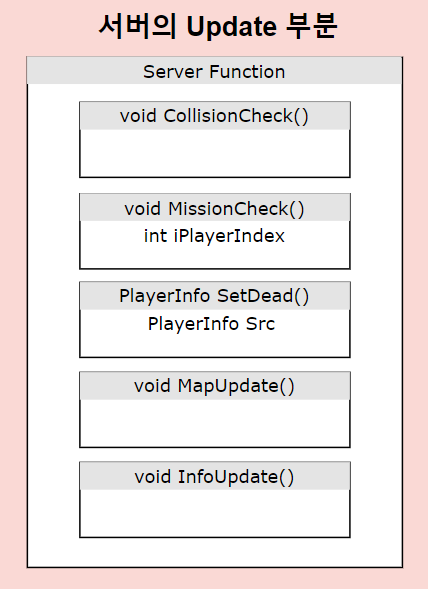 서버의 Update 부분
Server Function
void CollisionCheck()
void MissionCheck()
int iPlayerIndex
PlayerInfo SetDead()
PlayerInfo Src
void MapUpdate()
void InfoUpdate()